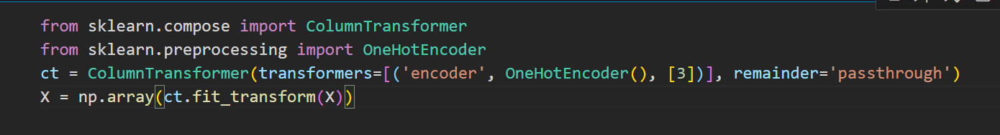 from sklearn.compose import ColumnTransformer
from sklearn.preprocessing import OneHotEncoder
ct = ColumnTransformer(transformers=[('encoder', OneHotEncoder(), [3])], remainder='passthrough')
X = np.array(ct.fit_transform(X))